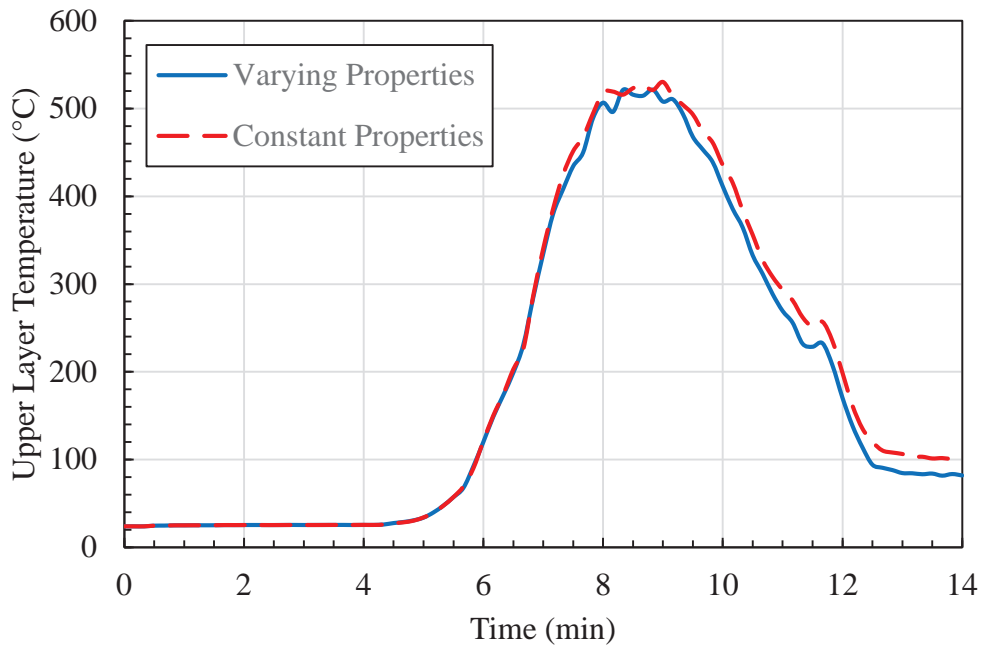 600
500
400
300
200
100
0
Upper Layer Temperature (°C)
Varying Properties
Constant Properties
0 2 4 6 8 10 12 14
Time (min)